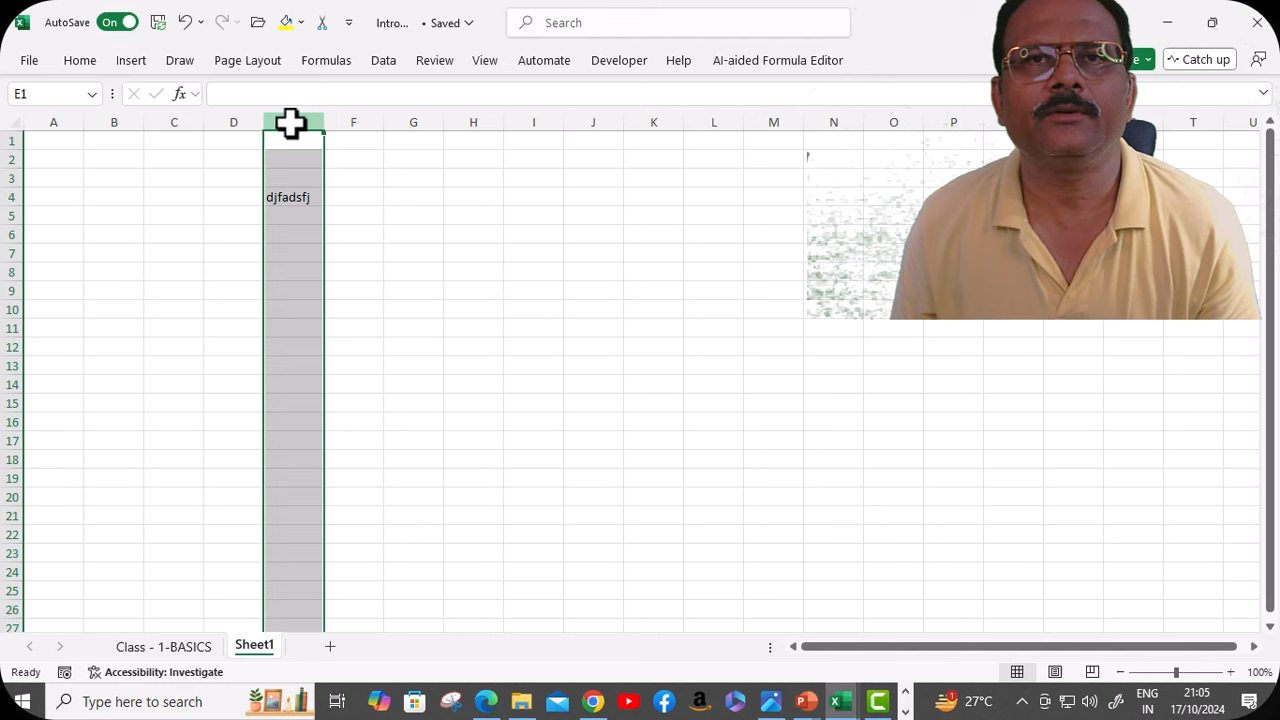 AutoSave On Intro... • Saved Search
File Home Insert Draw Page Layout Formulas Data Review View Automate Developer Help AI-aided Formula Editor Catch up
E1 fx
A B C D F G H I J K L M N O P T U
1
2
3
4 djfadsfj
5
6
7
8
9
10
11
12
13
14
15
16
17
18
19
20
21
22
23
24
25
26
27
Class - 1-BASICS Sheet1
Ready Accessibility: Investigate 100%
Type here to search 27°C ENG 21:05
IN 17/10/2024